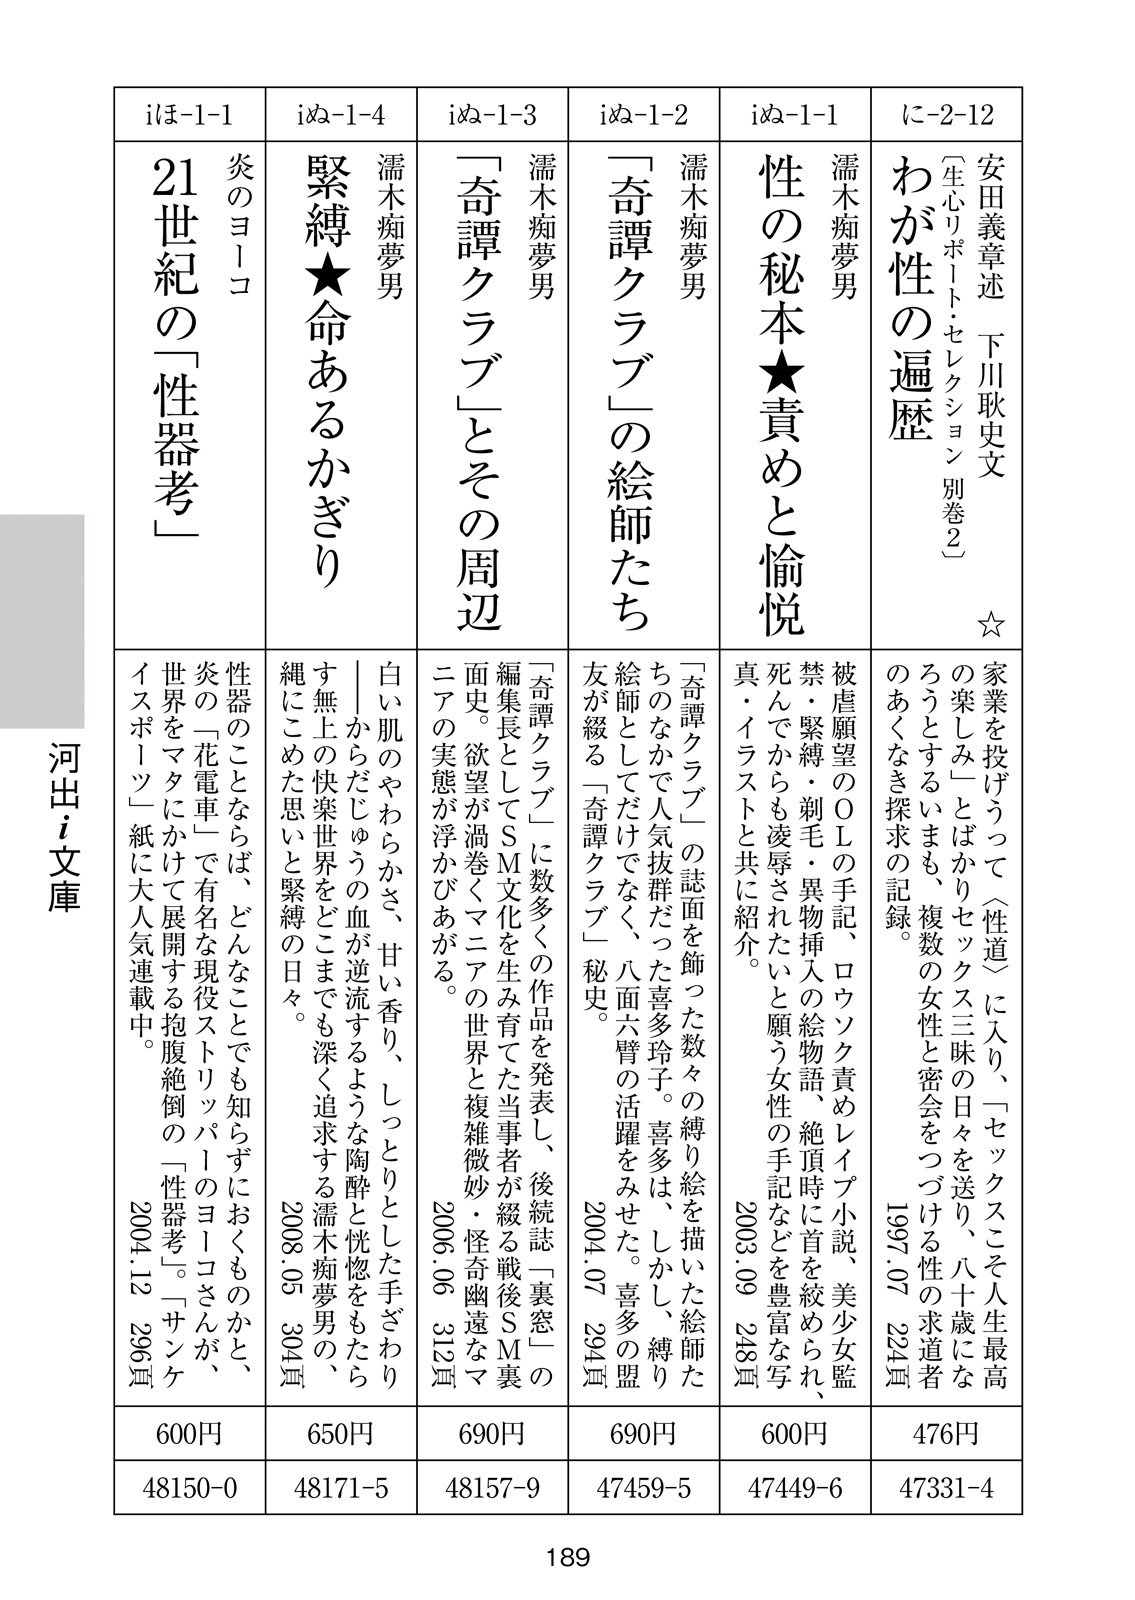 に-2-12
安田義章述　下川耿史文　☆
〔生心リポート・セレクション 別巻2〕
わが性の遍歴
家業を投げうって〈性道〉に入り、「セックスこそ人生最高
の楽しみ」とばかりセックス三昧の日々を送り、八十歳にな
ろうとするいまも、複数の女性と密会をつづける性の求道者
のあくなき探求の記録。　1997.07　224頁
476円
47331-4
iぬ-1-1
濡木痴夢男
性の秘本★責めと愉悦
被虐願望のOLの手記、ロウソク責めレイプ小説、美少女監
禁・緊縛・剃毛・異物挿入の絵物語、絶頂時に首を絞められ、
死んでからも凌辱されたいと願う女性の手記などを豊富な写
真・イラストと共に紹介。　2003.09　248頁
600円
47449-6
iぬ-1-2
濡木痴夢男
「奇譚クラブ」の絵師たち
「奇譚クラブ」の誌面を飾った数々の縛り絵を描いた絵師た
ちのなかで人気抜群だった喜多玲子。喜多は、しかし、縛り
絵師としてだけでなく、八面六臂の活躍をみせた。喜多の盟
友が綴る「奇譚クラブ」秘史。　2004.07　294頁
690円
47459-5
iぬ-1-3
濡木痴夢男
「奇譚クラブ」とその周辺
「奇譚クラブ」に数多くの作品を発表し、後続誌「裏窓」の
編集長としてSM文化を生み育てた当事者が綴る戦後SM裏
面史。欲望が渦巻くマニアの世界と複雑微妙・怪奇幽遠なマ
ニアの実態が浮かびあがる。　2006.06　312頁
690円
48157-9
iぬ-1-4
濡木痴夢男
緊縛★命あるかぎり
白い肌のやわらかさ、甘い香り、しっとりとした手ざわり
――からだじゅうの血が逆流するような陶酔と恍惚をもたら
す無上の快楽世界をどこまでも深く追求する濡木痴夢男の、
縄にこめた思いと緊縛の日々。　2008.05　304頁
650円
48171-5
iほ-1-1
炎のヨーコ
21世紀の「性器考」
性器のことならば、どんなことでも知らずにおくものかと、
炎の「花電車」で有名な現役ストリッパーのヨーコさんが、
世界をマタにかけて展開する抱腹絶倒の「性器考」。「サンケ
イスポーツ」紙に大人気連載中。　2004.12　296頁
600円
48150-0
河出i文庫
189